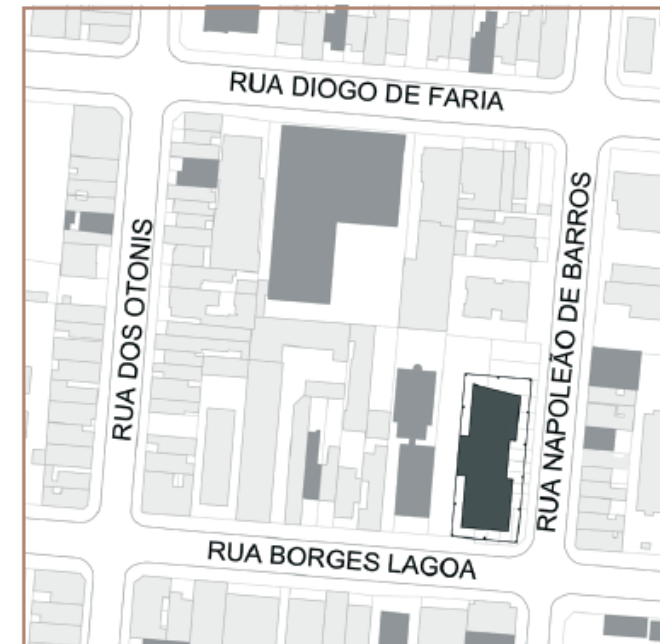 RUA DIOGO DE FARIA
RUA DOS OTONIS
RUA NAPOLEÃO DE BARROS
RUA BORGES LAGOA